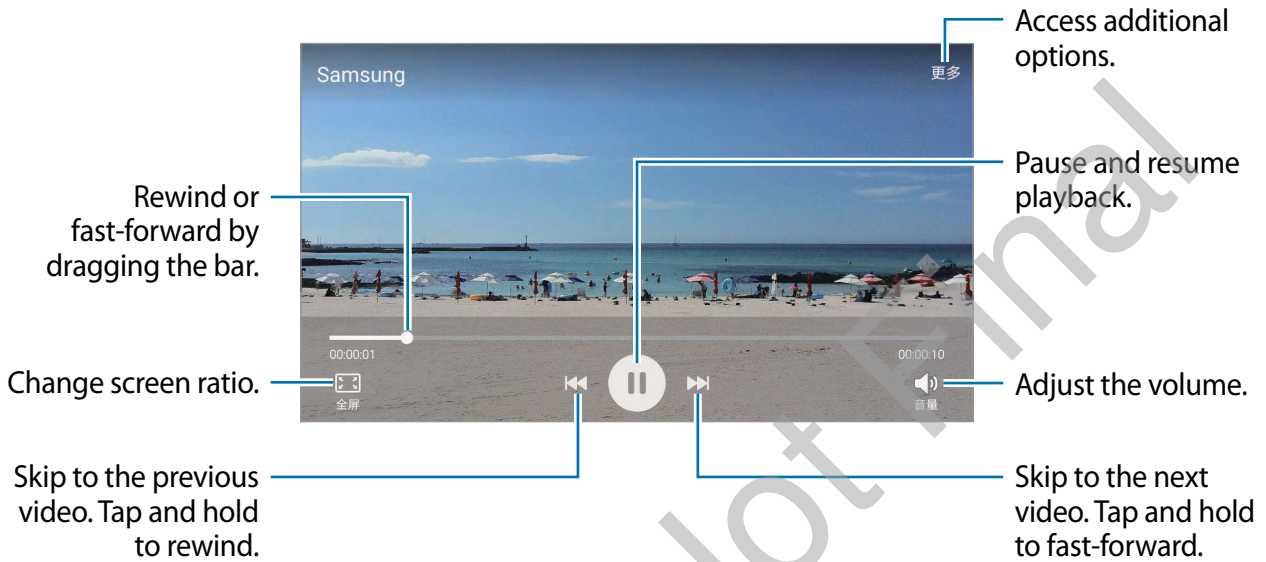 Access additional
options.
Samsung
更多
Pause and resume
playback.
Rewind or
fast-forward by
dragging the bar.
00:00:01
00:00:10
Change screen ratio.
全屏
音量
Adjust the volume.
Skip to the previous
video. Tap and hold
to rewind.
Skip to the next
video. Tap and hold
to fast-forward.
Not Final